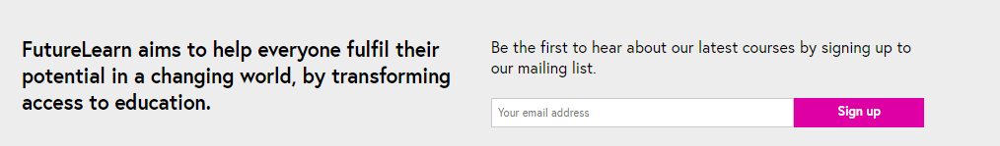 FutureLearn aims to help everyone fulfil their
potential in a changing world, by transforming
access to education.
Be the first to hear about our latest courses by signing up to
our mailing list.
Your email address
Sign up